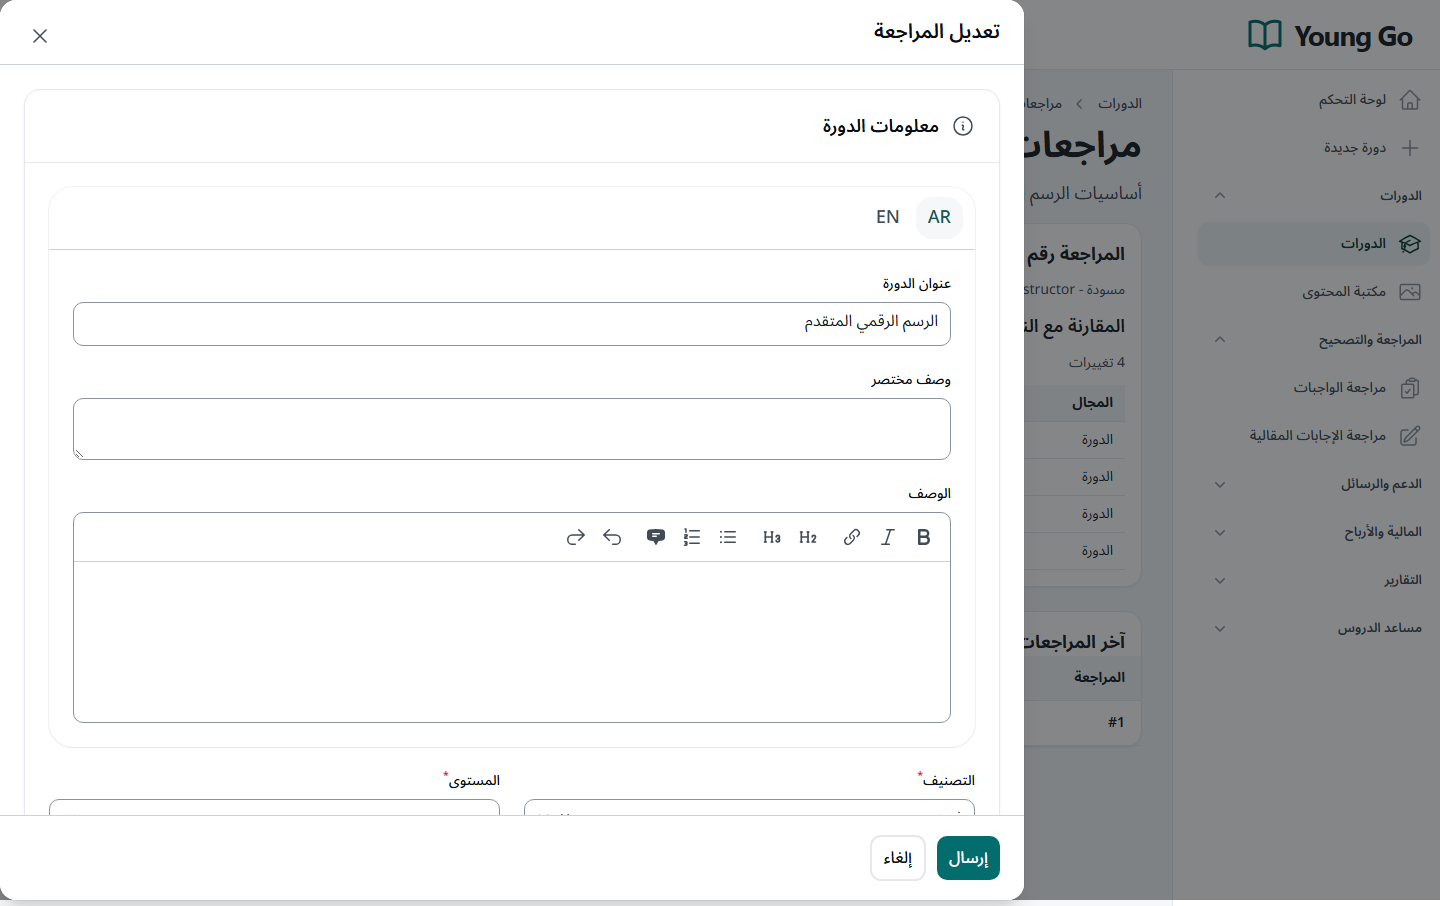 Young Go
لوحة التحكم
دورة جديدة
الدورات
الدورات
مكتبة المحتوى
المراجعة والتصحيح
مراجعة الواجبات
مراجعة الإجابات المقالية
الدعم والرسائل
المالية والأرباح
التقارير
مساعد الدروس
الدورات
مراجعات
أساسيات الرسم
المراجعة رقم
مسودة - structor
المقارنة مع
4 تغييرات
المجال
الدورة
الدورة
الدورة
الدورة
آخر المراجعات
المراجعة
#1
تعديل المراجعة
معلومات الدورة
AR EN
عنوان الدورة
الرسم الرقمي المتقدم
وصف مختصر
الوصف
B I H2 H3
التصنيف*
المستوى*
إرسال
إلغاء